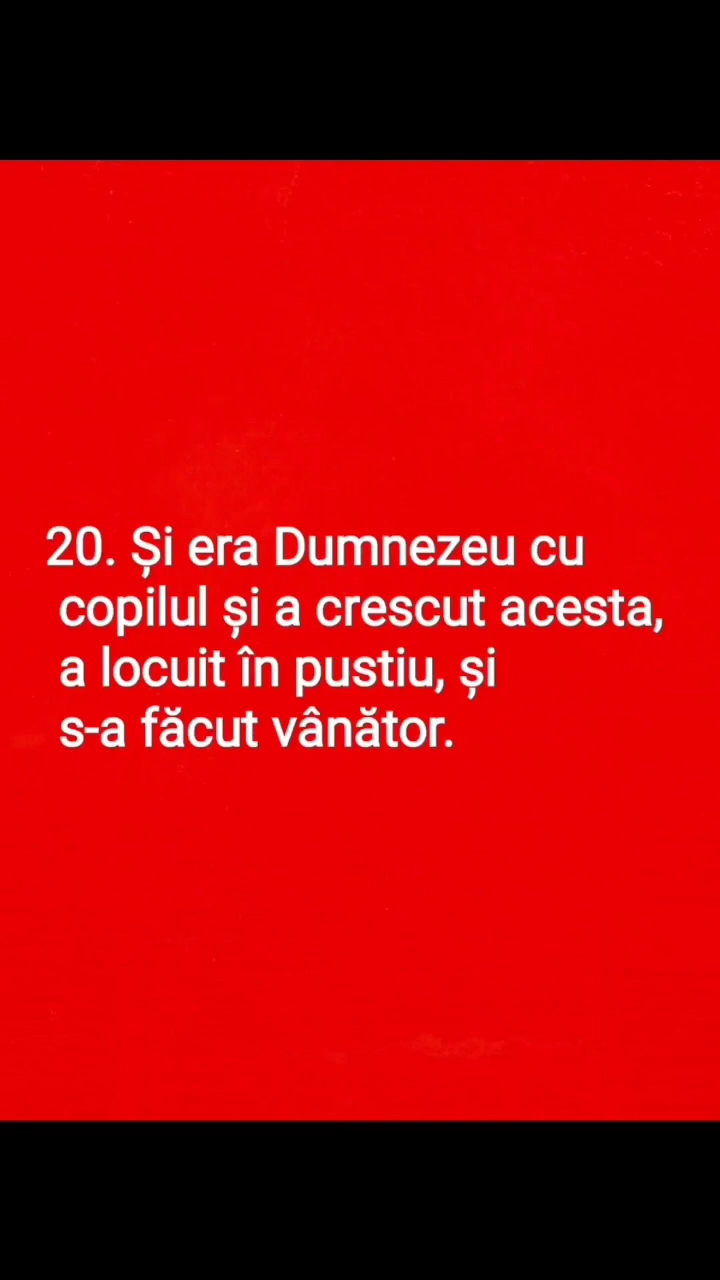 20. Și era Dumnezeu cu
copilul și a crescut acesta,
a locuit în pustiu, și
s-a făcut vânător.